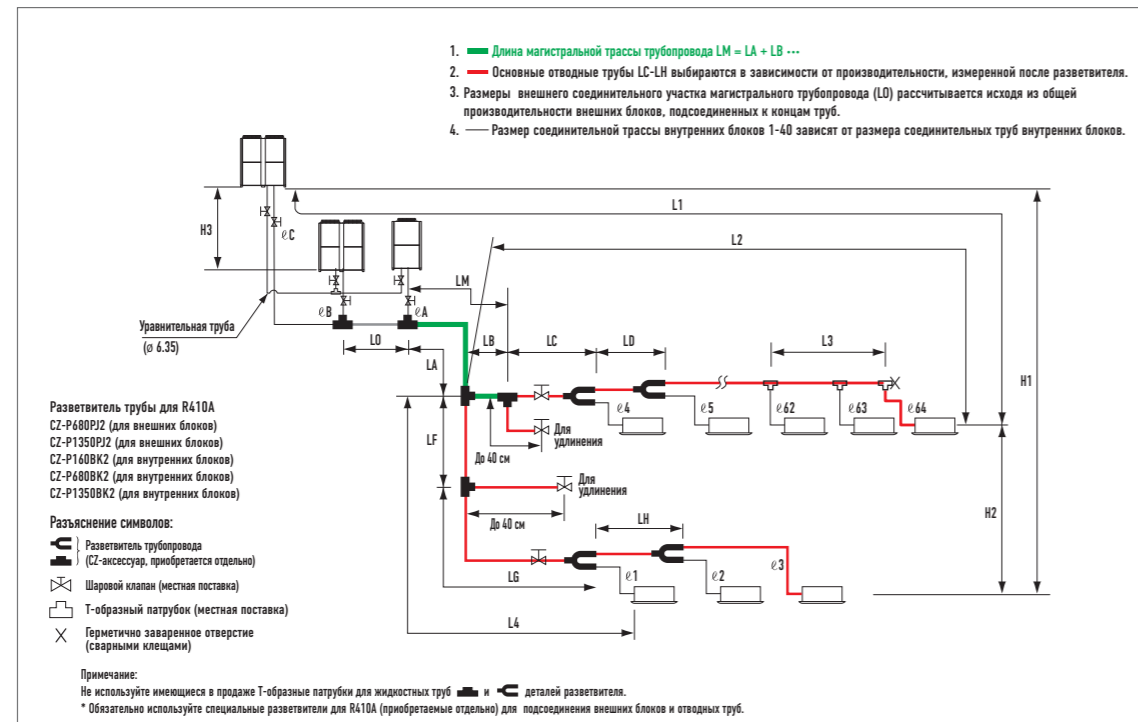 1. Длина магистральной трассы трубопровода LM = LA + LB ···
2. Основные отводные трубы LC-LH выбираются в зависимости от производительности, измеренной после разветвителя.
3. Размеры внешнего соединительного участка магистрального трубопровода (LO) рассчитывается исходя из общей
производительности внешних блоков, подсоединенных к концам труб.
4. Размер соединительной трассы внутренних блоков 1-40 зависят от размера соединительных труб внутренних блоков.
L1
H3
ℓC
L2
LM
ℓB
ℓA
Уравнительная труба
(ø 6.35)
LO
LA
LB
LC
LD
L3
H1
ℓ4
ℓ5
ℓ62
ℓ63
ℓ64
Для
удлинения
До 40 см
LF
Для
удлинения
До 40 см
H2
LH
LG
ℓ1
ℓ2
ℓ3
L4
Разветвитель трубы для R410A
CZ-P680PJ2 (для внешних блоков)
CZ-P1350PJ2 (для внешних блоков)
CZ-P160BK2 (для внутренних блоков)
CZ-P680BK2 (для внутренних блоков)
CZ-P1350BK2 (для внутренних блоков)
Разъяснение символов:
Разветвитель трубопровода
(CZ-аксессуар, приобретается отдельно)
Шаровой клапан (местная поставка)
Т-образный патрубок (местная поставка)
Герметично заваренное отверстие
(сварными клещами)
Примечание:
Не используйте имеющиеся в продаже Т-образные патрубки для жидкостных труб и деталей разветвителя.
* Обязательно используйте специальные разветвители для R410A (приобретаемые отдельно) для подсоединения внешних блоков и отводных труб.